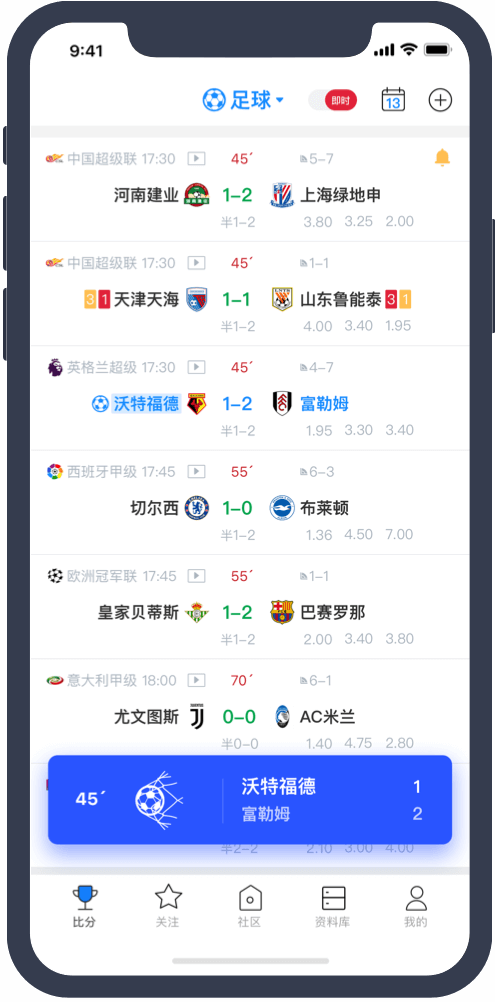 9:41
足球 即时 13
中国超级联 17:30 45´ 5-7
河南建业 1-2 上海绿地申
半1-2 3.80 3.25 2.00
中国超级联 17:30 45´ 1-1
3 1 天津天海 1-1 山东鲁能泰 3 1
半1-2 4.00 3.40 1.95
英格兰超级 17:30 45´ 4-7
沃特福德 1-2 富勒姆
半1-2 1.95 3.30 3.40
西班牙甲级 17:45 55´ 6-3
切尔西 1-0 布莱顿
半1-2 1.36 4.50 7.00
欧洲冠军联 17:45 55´ 1-1
皇家贝蒂斯 1-2 巴赛罗那
半1-2 2.00 3.40 3.80
意大利甲级 18:00 70´ 6-1
尤文图斯 0-0 AC米兰
半0-0 1.40 4.75 2.80
45´ 沃特福德 1
富勒姆 2
半2-2 2.10 3.00 4.00
比分 关注 社区 资料库 我的